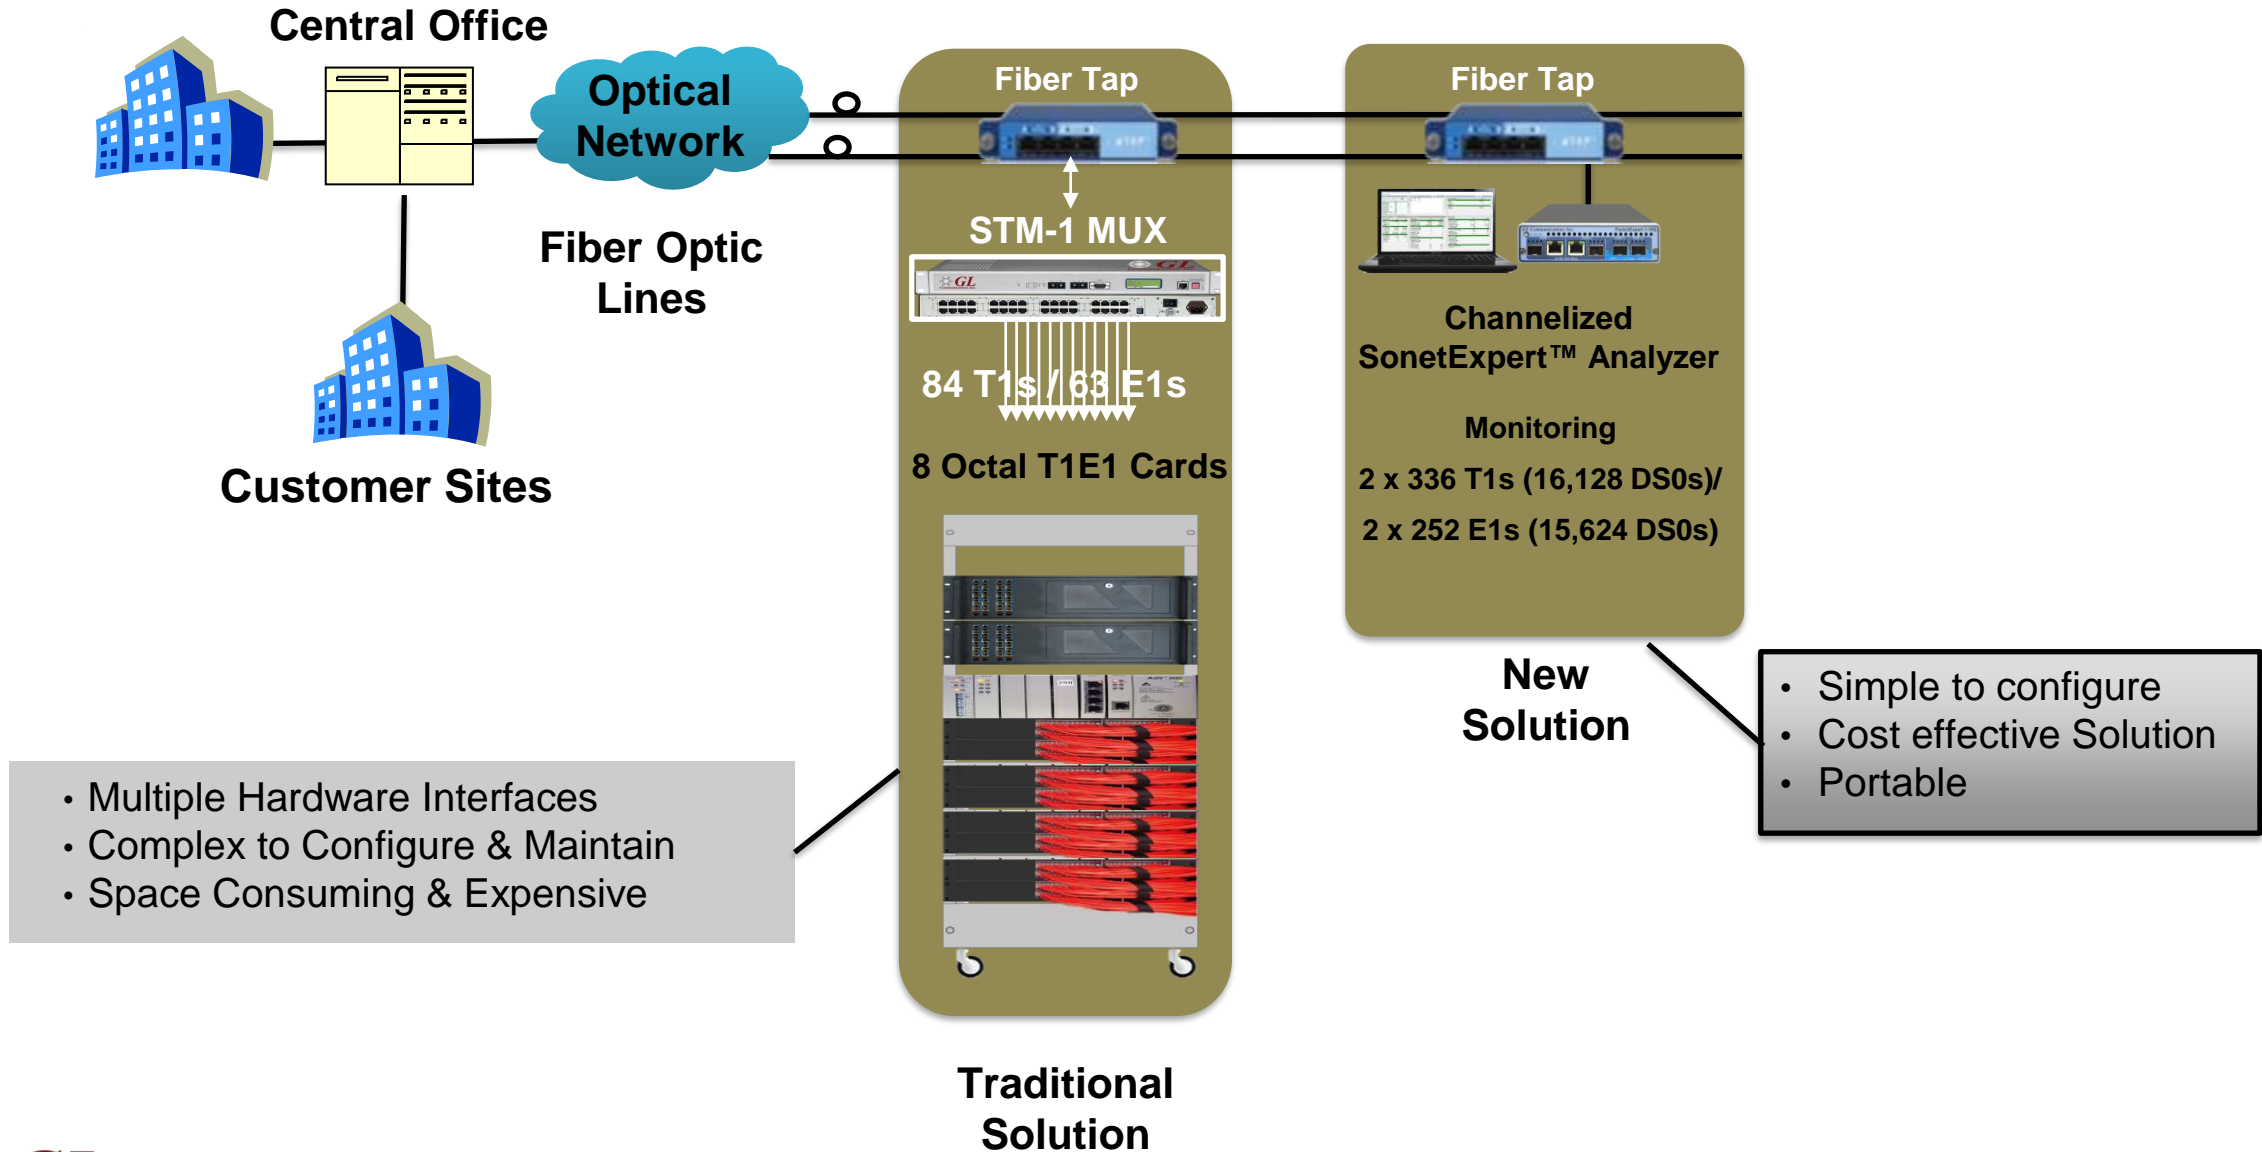 Central Office
Optical
Network
Fiber Optic
Lines
Customer Sites
Fiber Tap
STM-1 MUX
GL
GL
84 T1s / 63 E1s
8 Octal T1E1 Cards
Fiber Tap
Channelized
SonetExpert™ Analyzer
Monitoring
2 x 336 T1s (16,128 DS0s)/
2 x 252 E1s (15,624 DS0s)
New
Solution
• Simple to configure
• Cost effective Solution
• Portable
• Multiple Hardware Interfaces
• Complex to Configure & Maintain
• Space Consuming & Expensive
Traditional
Solution